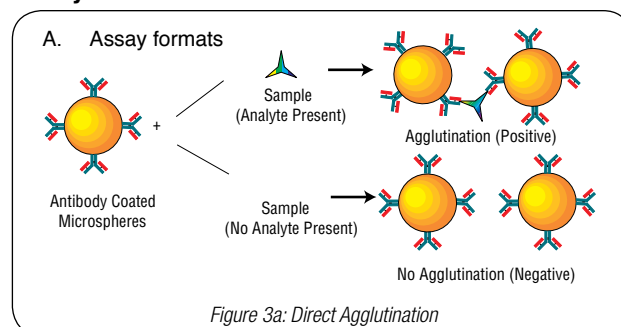 A. Assay formats
Sample
(Analyte Present)
Agglutination (Positive)
+
Antibody Coated
Microspheres
Sample
(No Analyte Present)
No Agglutination (Negative)
Figure 3a: Direct Agglutination